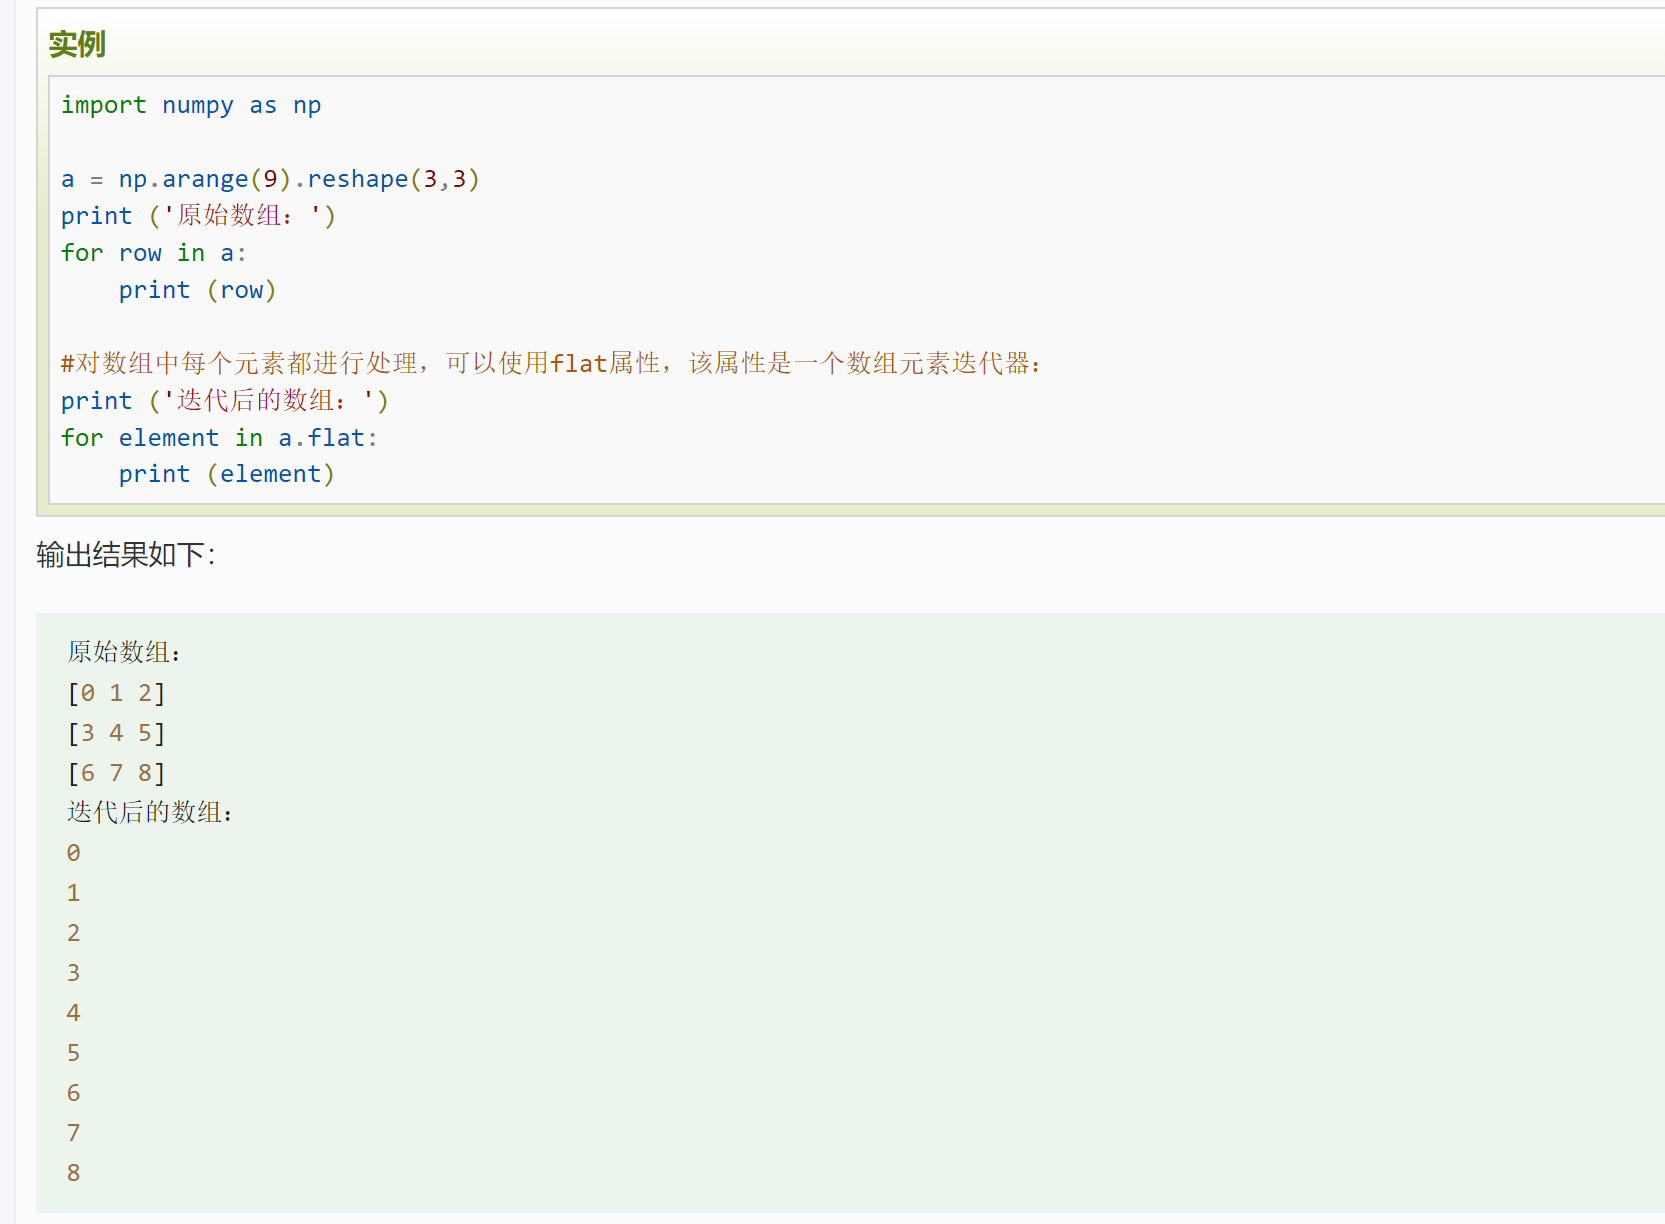 实例
import numpy as np
a = np.arange(9).reshape(3,3)
print ('原始数组：')
for row in a:
    print (row)
#对数组中每个元素都进行处理，可以使用flat属性，该属性是一个数组元素迭代器：
print ('迭代后的数组：')
for element in a.flat:
    print (element)
输出结果如下：
原始数组：
[0 1 2]
[3 4 5]
[6 7 8]
迭代后的数组：
0
1
2
3
4
5
6
7
8